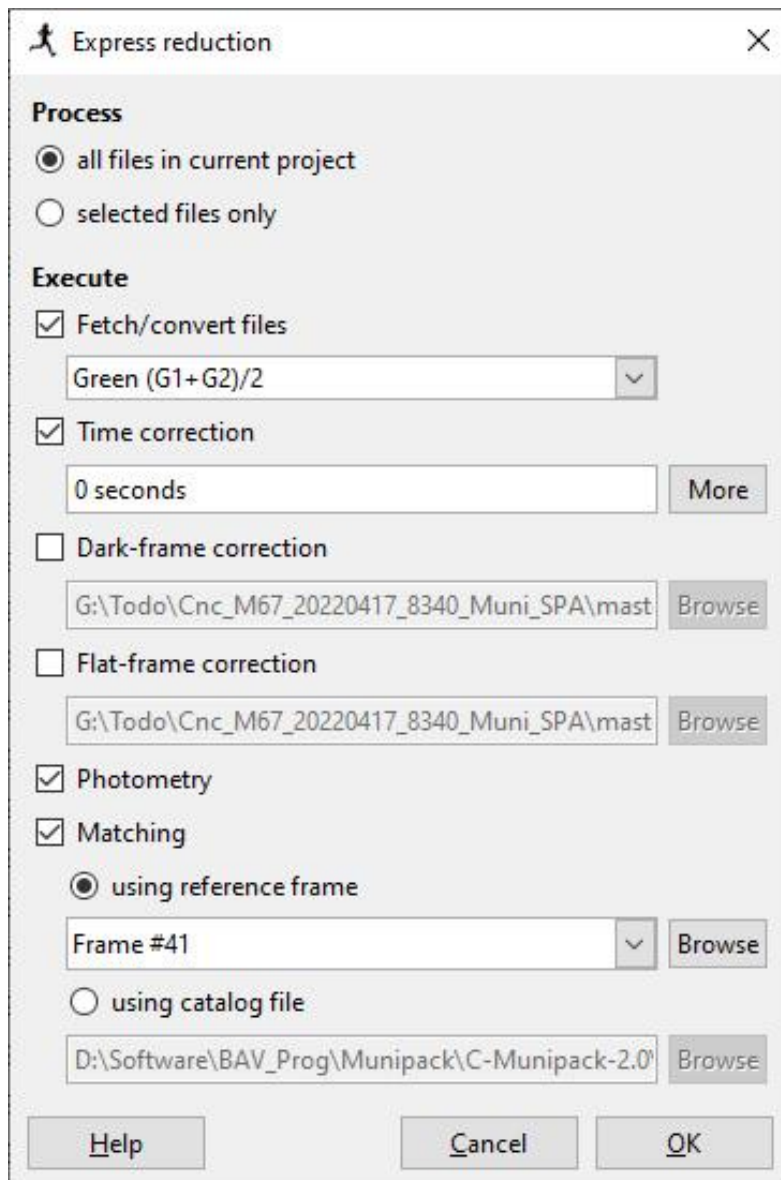 Express reduction
Process
all files in current project
selected files only
Execute
Fetch/convert files
Green (G1+G2)/2
Time correction
0 seconds More
Dark-frame correction
G:\Todo\Cnc_M67_20220417_8340_Muni_SPA\mast Browse
Flat-frame correction
G:\Todo\Cnc_M67_20220417_8340_Muni_SPA\mast Browse
Photometry
Matching
using reference frame
Frame #41 Browse
using catalog file
D:\Software\BAV_Prog\Munipack\C-Munipack-2.0\ Browse
Help Cancel OK